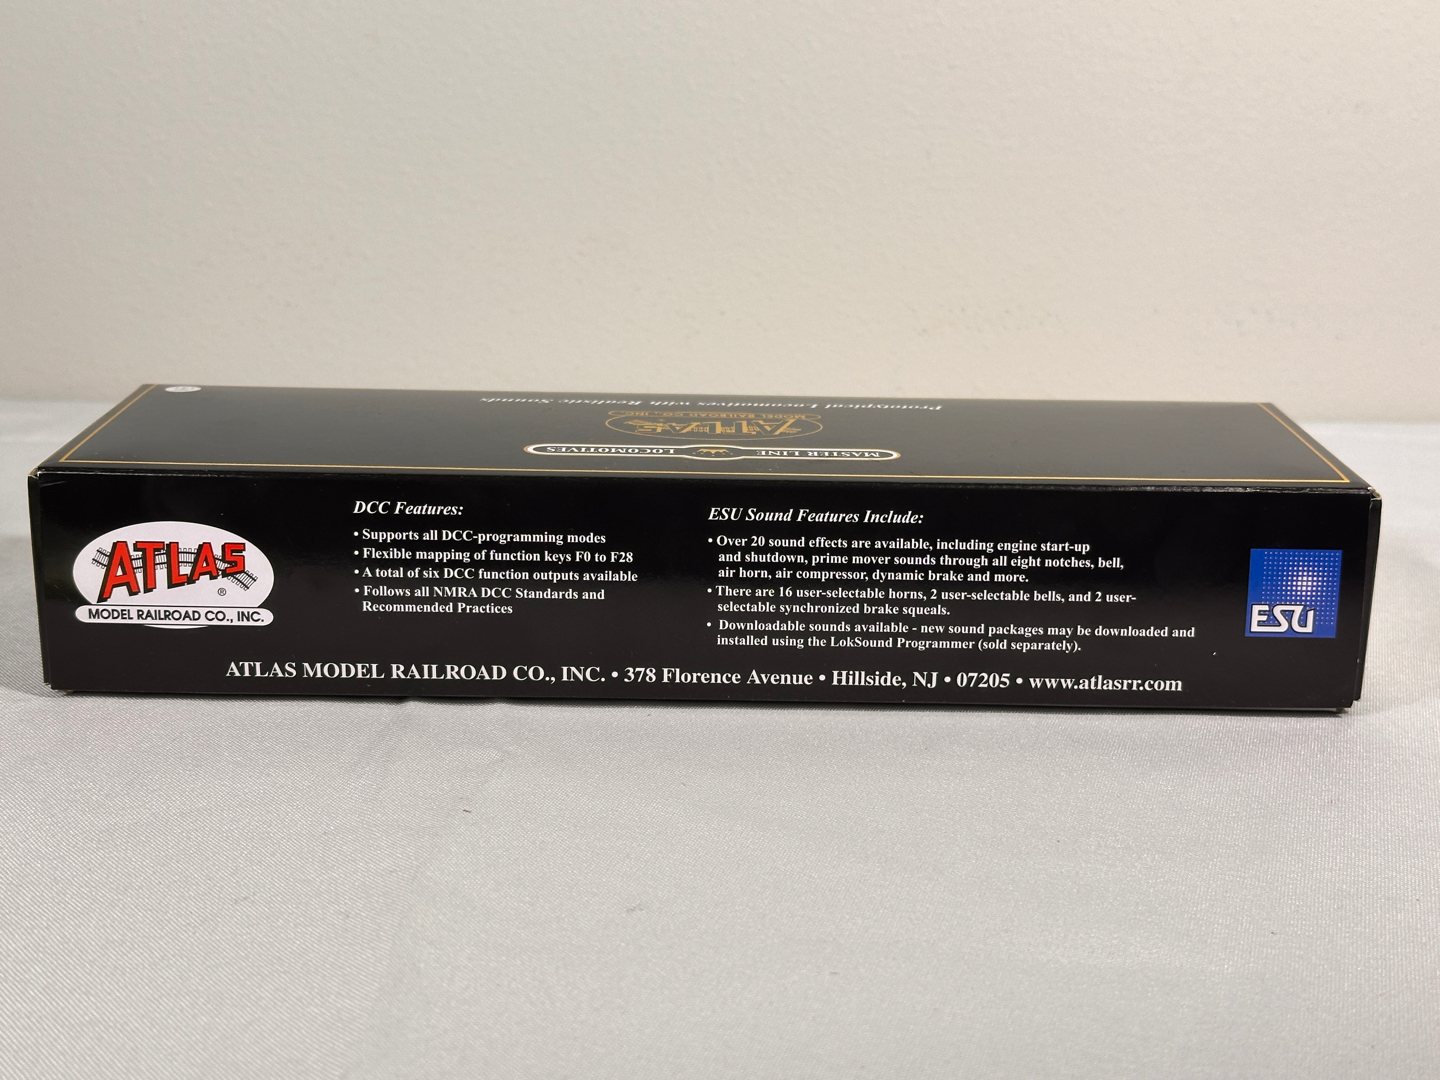 Prototypical Locomotives with Realistic Sounds
ATLAS
MODEL RAILROAD CO., INC.
MASTER LINE LOCOMOTIVES
ATLAS
®
MODEL RAILROAD CO., INC.
DCC Features:
• Supports all DCC-programming modes
• Flexible mapping of function keys F0 to F28
• A total of six DCC function outputs available
• Follows all NMRA DCC Standards and
Recommended Practices
ESU Sound Features Include:
• Over 20 sound effects are available, including engine start-up
and shutdown, prime mover sounds through all eight notches, bell,
air horn, air compressor, dynamic brake and more.
• There are 16 user-selectable horns, 2 user-selectable bells, and 2 user-
selectable synchronized brake squeals.
• Downloadable sounds available - new sound packages may be downloaded and
installed using the LokSound Programmer (sold separately).
ESU
ATLAS MODEL RAILROAD CO., INC. • 378 Florence Avenue • Hillside, NJ • 07205 • www.atlasrr.com